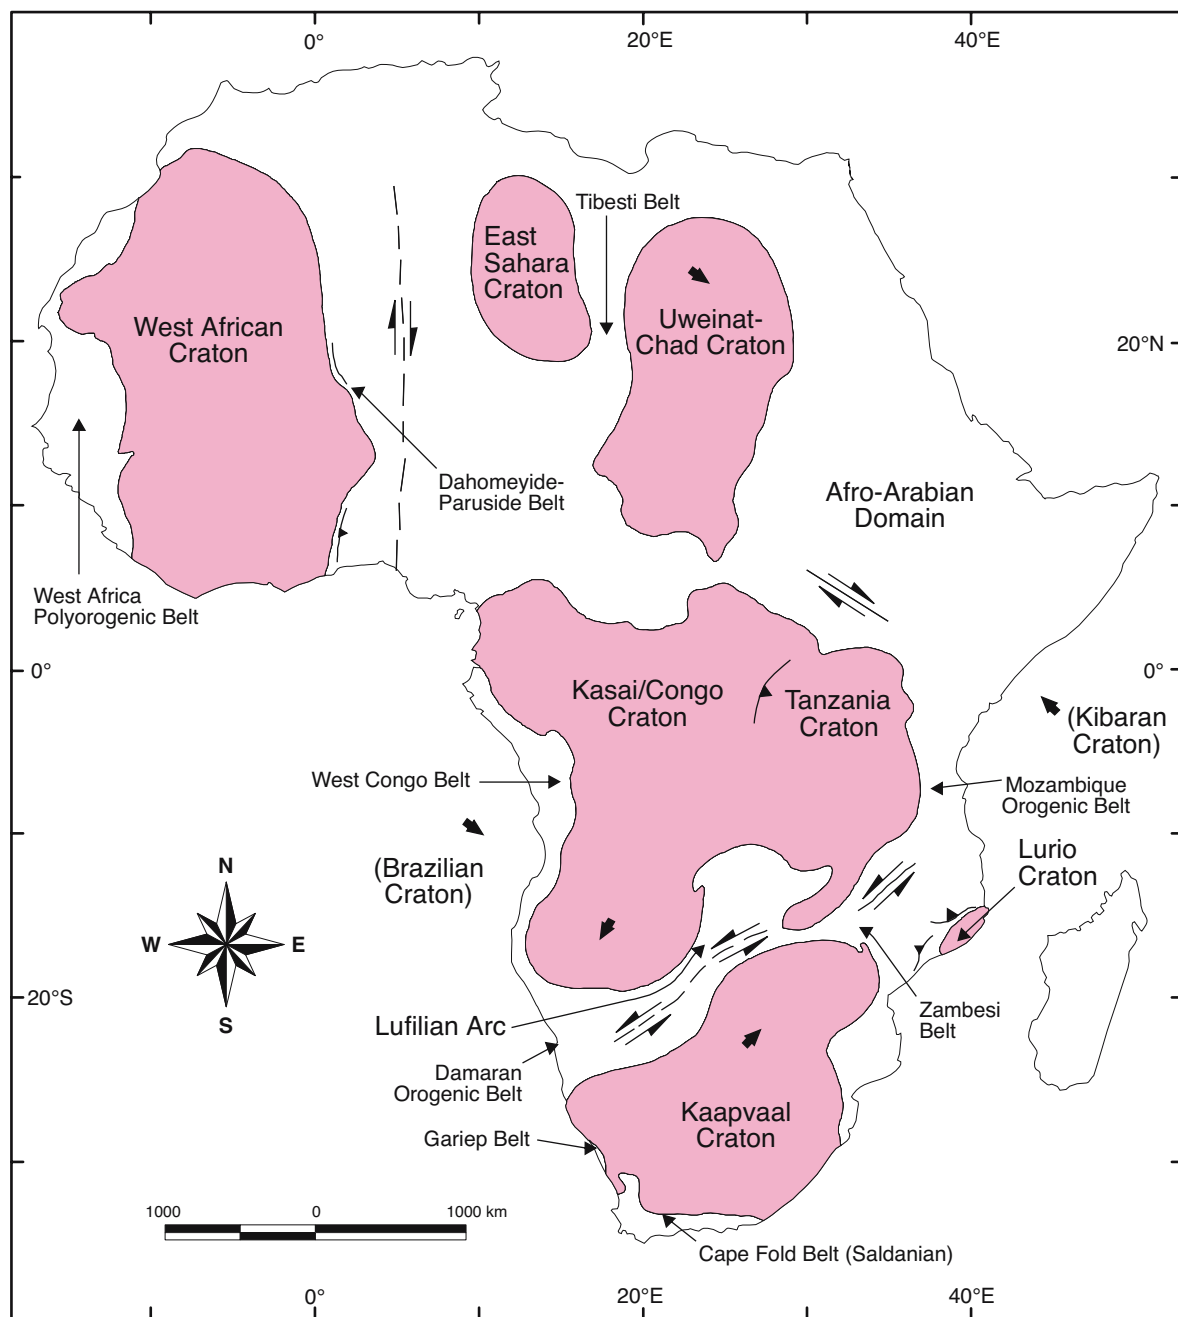 0°
20°E
40°E
Tibesti Belt
East
Sahara
Craton
West African
Craton
Uweinat-
Chad Craton
20°N
Dahomeyide-
Paruside Belt
Afro-Arabian
Domain
West Africa
Polyorogenic Belt
0°
0°
Kasai/Congo
Craton
Tanzania
Craton
(Kibaran
Craton)
West Congo Belt
Mozambique
Orogenic Belt
(Brazilian
Craton)
Lurio
Craton
N
W
E
S
20°S
Zambesi
Belt
Lufilian Arc
Damaran
Orogenic Belt
Kaapvaal
Craton
Gariep Belt
1000
0
1000 km
Cape Fold Belt (Saldanian)
0°
20°E
40°E